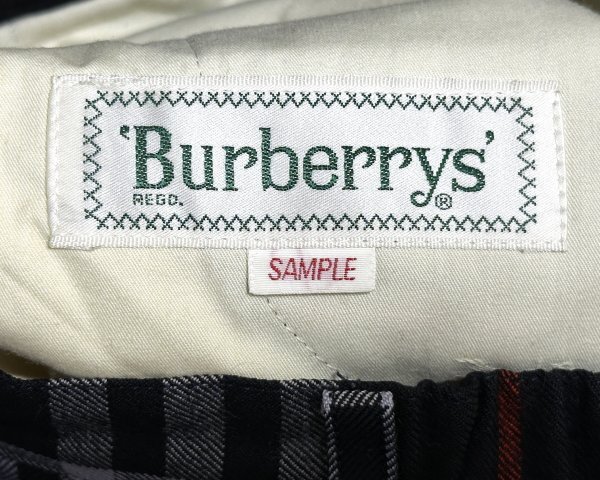 'Burberrys'
REGD. ®
SAMPLE